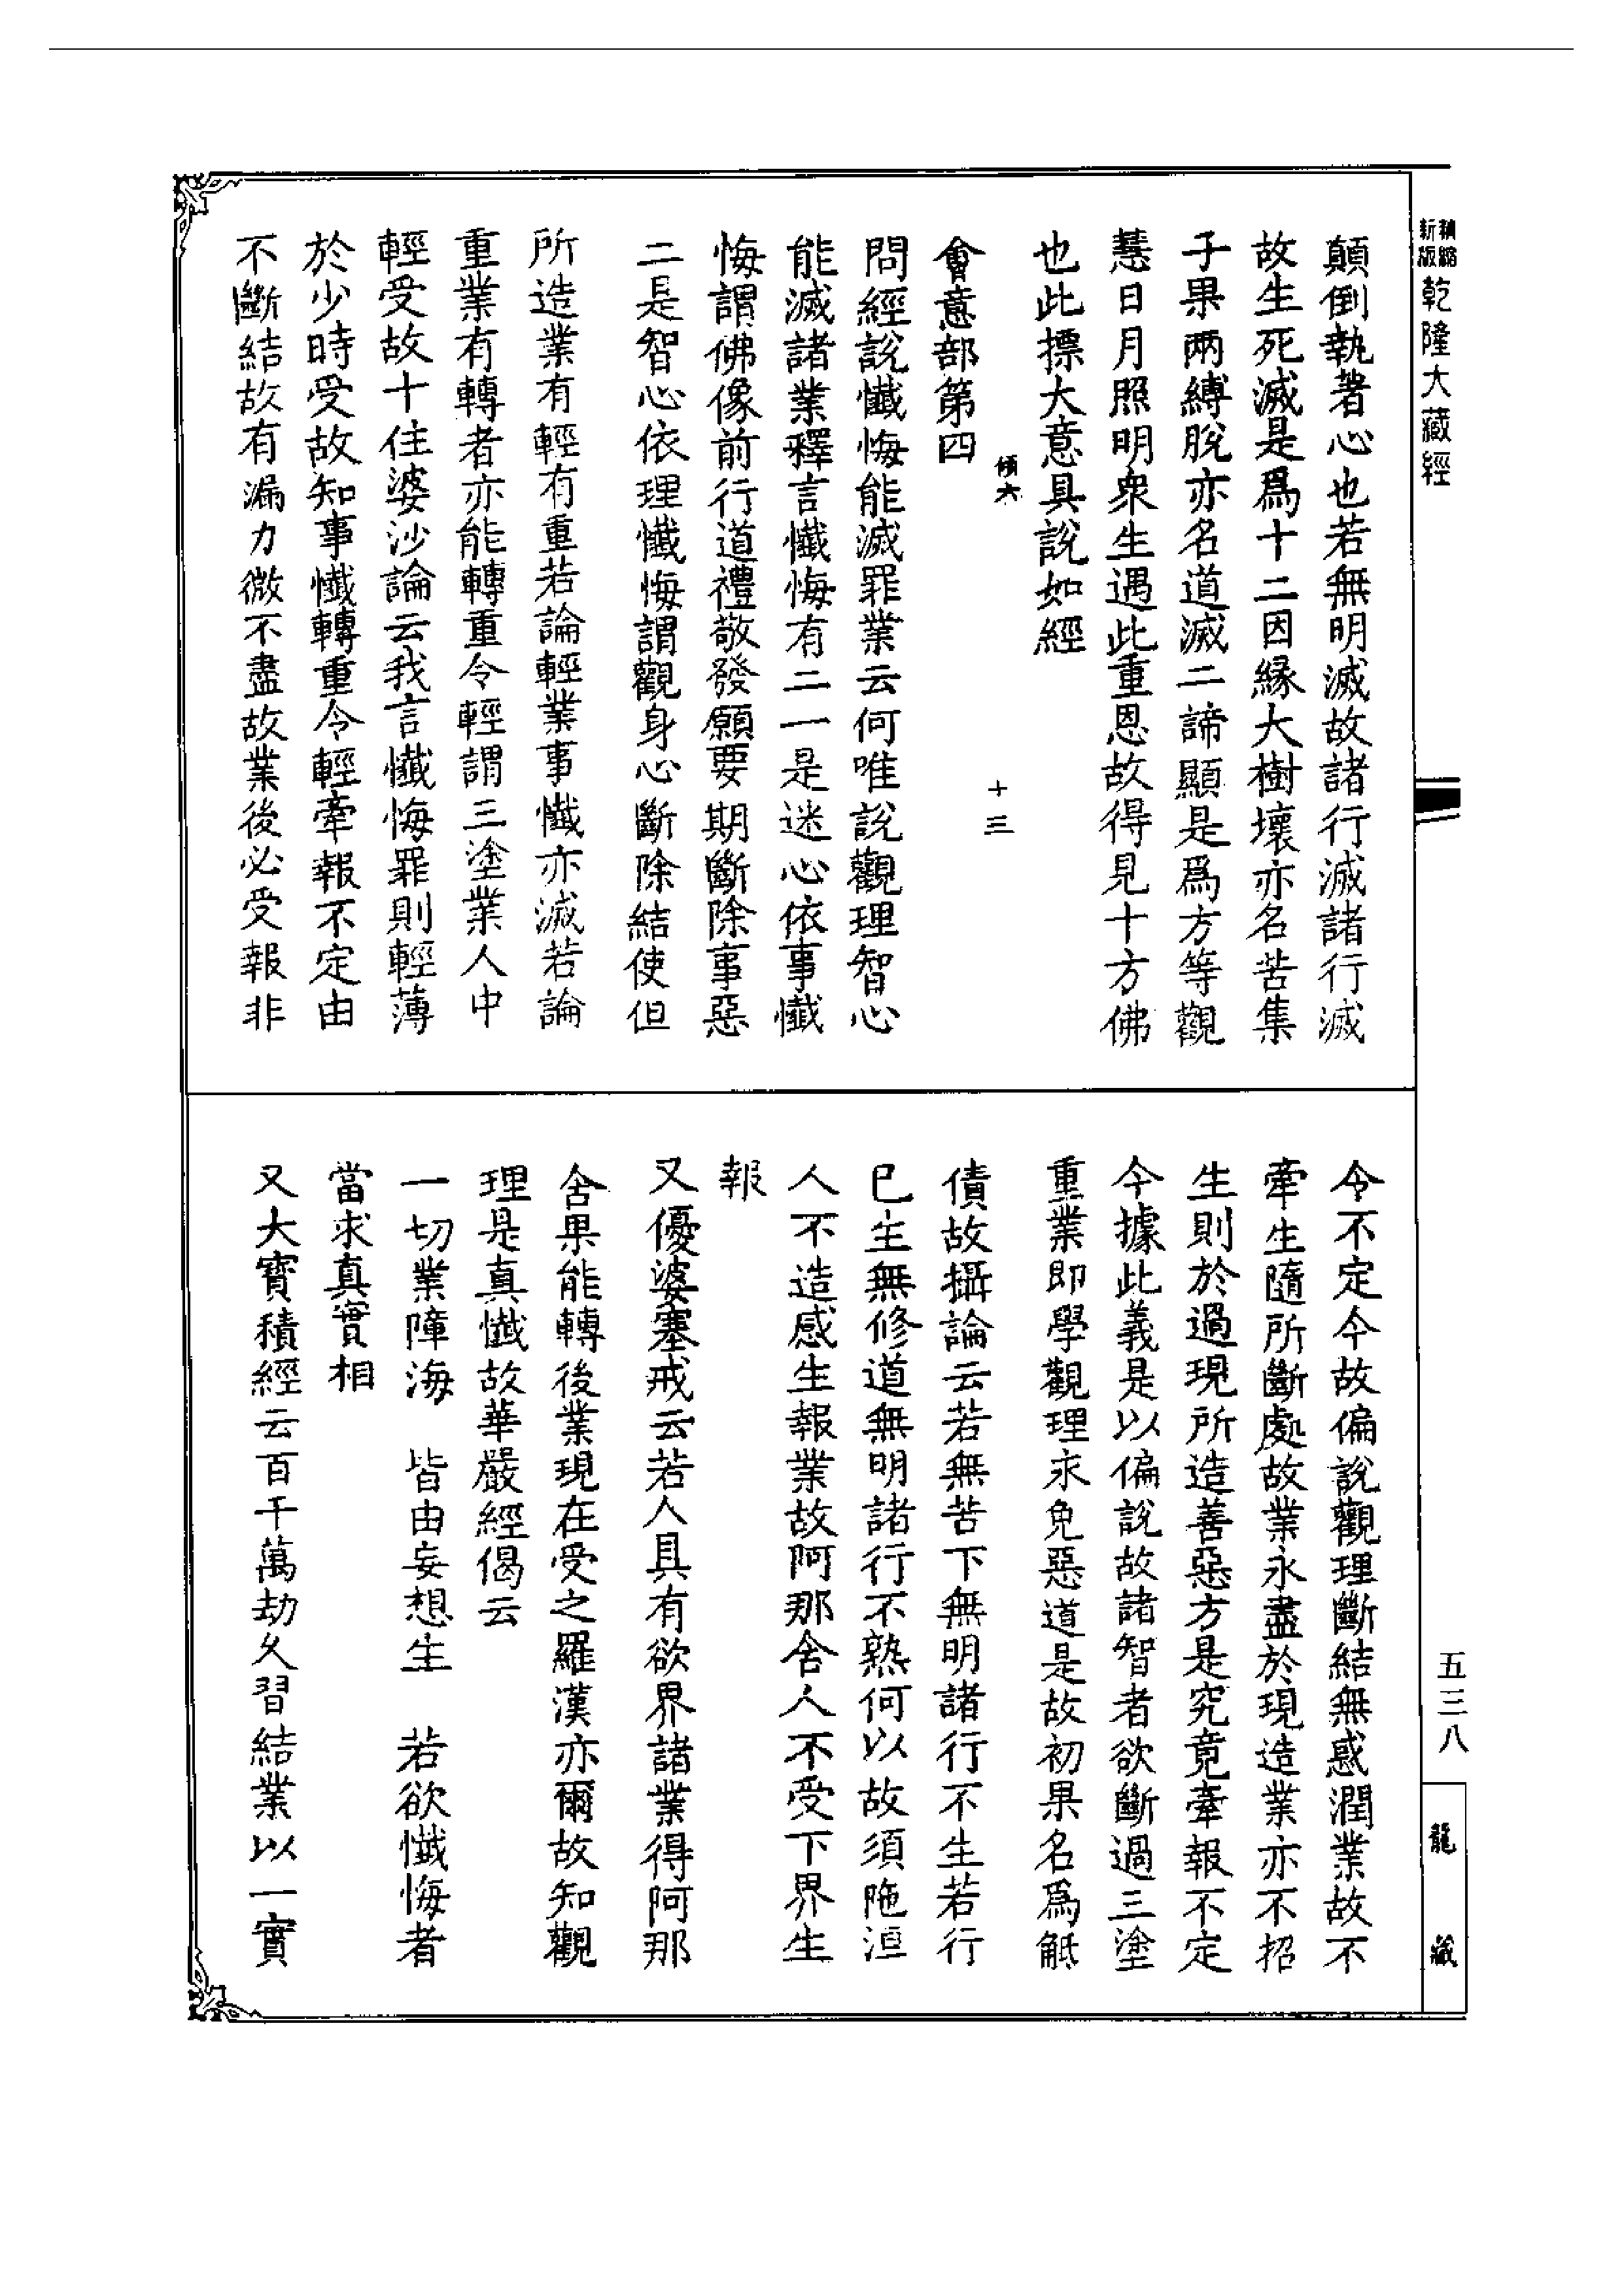 新版精縮乾隆大藏經
顛倒執著心也若無明滅故諸行滅諸行滅
故生死滅是爲十二因緣大樹壞亦名苦集
子果兩縛脫亦名道滅二諦顯是爲方等觀
慧日月照明衆生遇此重恩故得見十方佛
也此摽大意具說如經
傾六 十三
會意部第四
問經說懺悔能滅罪業云何唯說觀理智心
能滅諸業釋言懺悔有二一是迷心依事懺
悔謂佛像前行道禮敬發願要期斷除事惡
二是智心依理懺悔謂觀身心斷除結使但
所造業有輕有重若論輕業事懺亦滅若論
重業有轉者亦能轉重令輕謂三塗業人中
輕受故十住婆沙論云我言懺悔罪則輕薄
於少時受故知事懺轉重令輕牽報不定由
不斷結故有漏力微不盡故業後必受報非
令不定今故偏說觀理斷結無惑潤業故不
牽生隨所斷處故業永盡於現造業亦不招
生則於過現所造善惡方是究竟牽報不定
今據此義是以偏說故諸智者欲斷過三塗
重業即學觀理求免惡道是故初果名爲觝
債故攝論云若無苦下無明諸行不生若行
已生無修道無明諸行不熟何以故須陁洹
人不造感生報業故阿那舍人不受下界生
報
又優婆塞戒云若人具有欲界諸業得阿那
舍果能轉後業現在受之羅漢亦爾故知觀
理是真懺故華嚴經偈云
一切業障海　皆由妄想生　若欲懺悔者
當求真實相
又大寶積經云百千萬劫久習結業以一實
五三八
龍藏